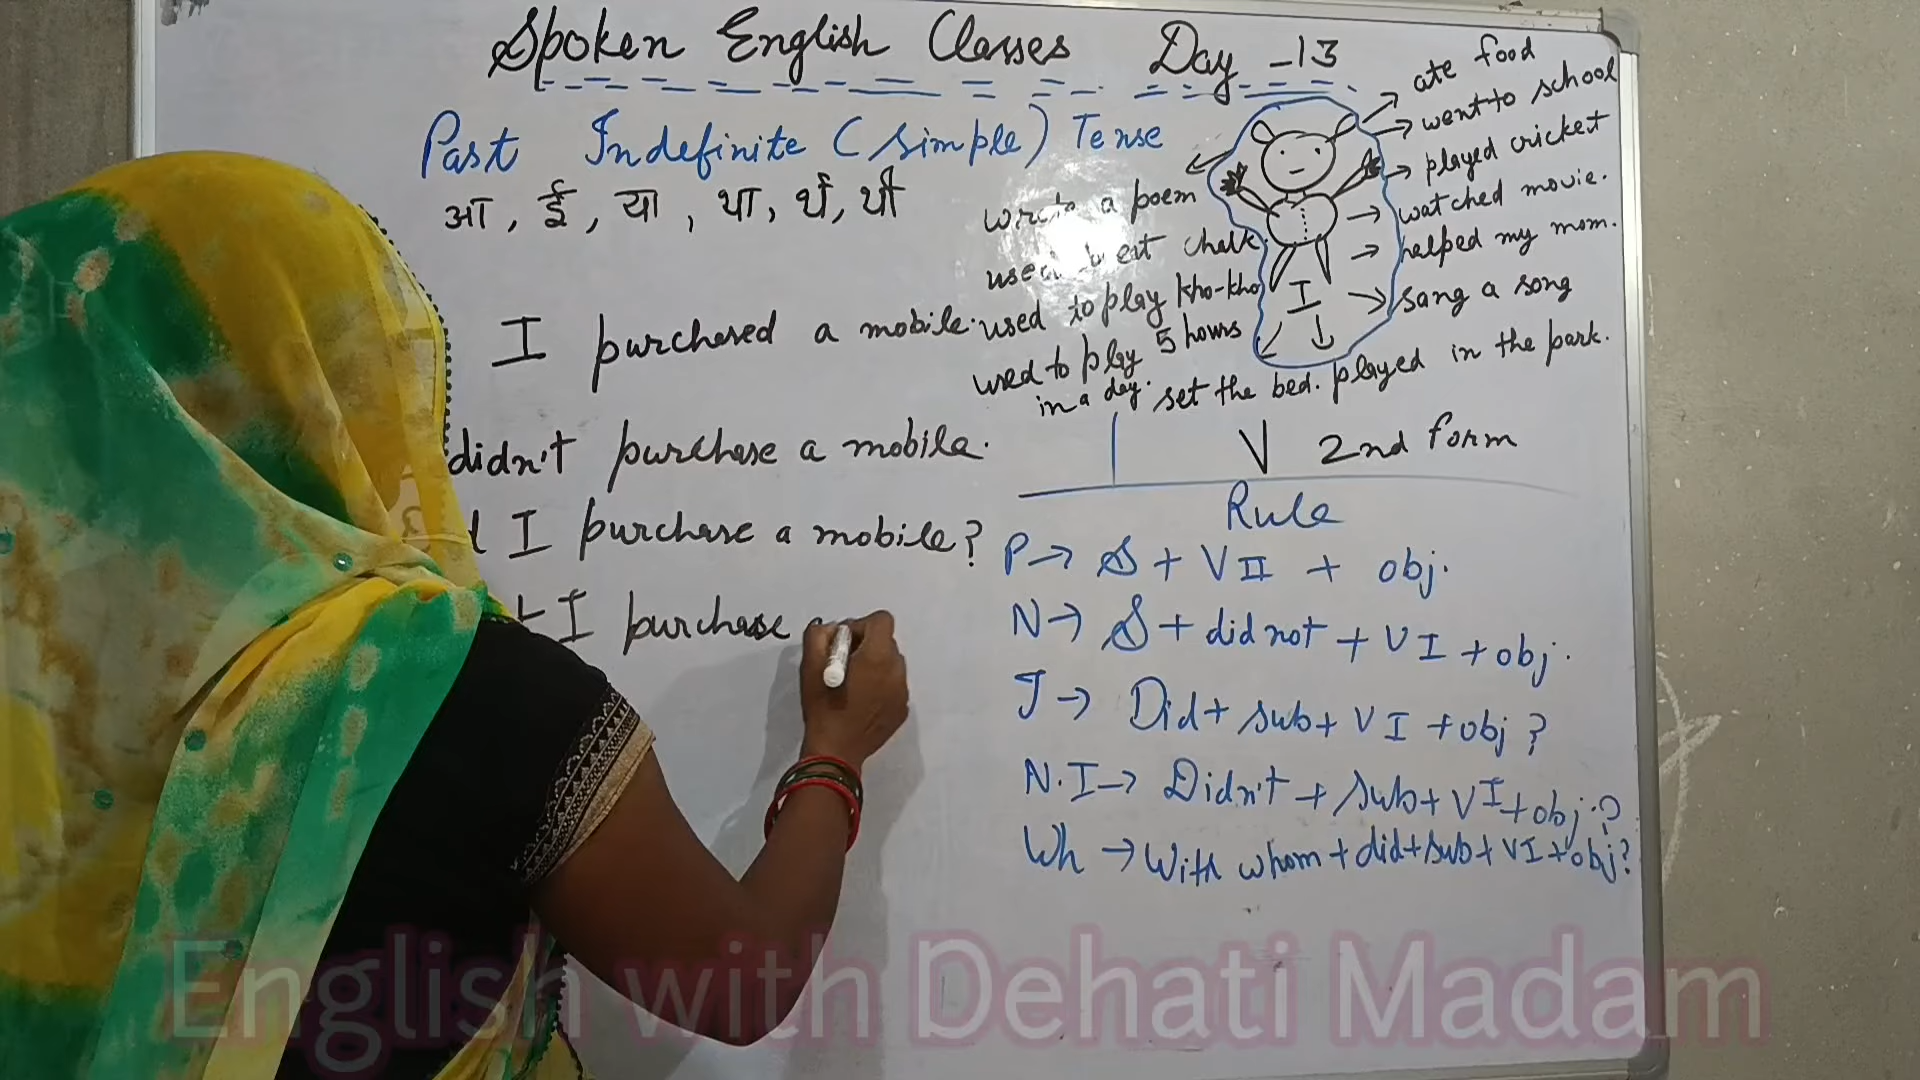 Spoken English Classes Day -13
Past Indefinite (Simple) Tense
आ, ई, या, था, थे, थी
ate food
went to school
played cricket
watched movie.
helped my mom.
sang a song
played in the park.
set the bed.
wrote a poem
used chalk
used to play kho-kho
used to play 5 hours
in a day.
I purchased a mobile.
didn't purchase a mobile.
I purchase a mobile?
I purchase
V 2nd form
Rule
P→ S + V II + obj.
N→ S + did not + V I + obj.
I→ Did + sub + V I + obj?
N.I→ Didn't + sub + V I + obj.?
Wh → With whom + did + sub + V I + obj?
English with Dehati Madam